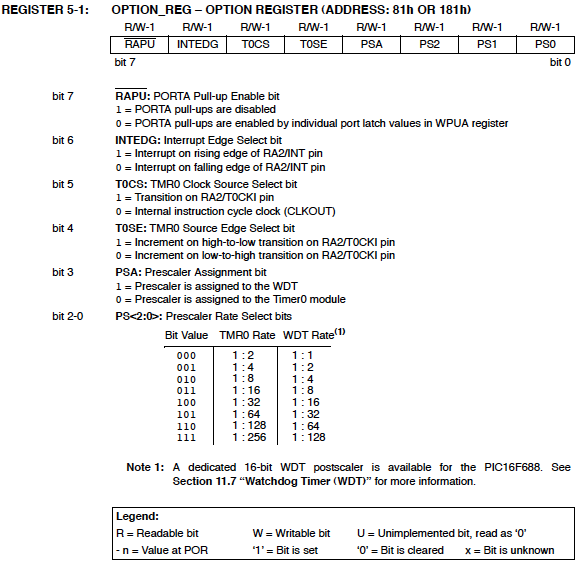 REGISTER 5-1: OPTION_REG – OPTION REGISTER (ADDRESS: 81h OR 181h)
R/W-1 R/W-1 R/W-1 R/W-1 R/W-1 R/W-1 R/W-1 R/W-1
RAPU INTEDG T0CS T0SE PSA PS2 PS1 PS0
bit 7 bit 0
bit 7 RAPU: PORTA Pull-up Enable bit
1 = PORTA pull-ups are disabled
0 = PORTA pull-ups are enabled by individual port latch values in WPUA register
bit 6 INTEDG: Interrupt Edge Select bit
1 = Interrupt on rising edge of RA2/INT pin
0 = Interrupt on falling edge of RA2/INT pin
bit 5 T0CS: TMR0 Clock Source Select bit
1 = Transition on RA2/T0CKI pin
0 = Internal instruction cycle clock (CLKOUT)
bit 4 T0SE: TMR0 Source Edge Select bit
1 = Increment on high-to-low transition on RA2/T0CKI pin
0 = Increment on low-to-high transition on RA2/T0CKI pin
bit 3 PSA: Prescaler Assignment bit
1 = Prescaler is assigned to the WDT
0 = Prescaler is assigned to the Timer0 module
bit 2-0 PS<2:0>: Prescaler Rate Select bits
Bit Value TMR0 Rate WDT Rate(1)
000 1 : 2 1 : 1
001 1 : 4 1 : 2
010 1 : 8 1 : 4
011 1 : 16 1 : 8
100 1 : 32 1 : 16
101 1 : 64 1 : 32
110 1 : 128 1 : 64
111 1 : 256 1 : 128
Note 1: A dedicated 16-bit WDT postscaler is available for the PIC16F688. See
Section 11.7 “Watchdog Timer (WDT)” for more information.
Legend:
R = Readable bit W = Writable bit U = Unimplemented bit, read as ‘0’
- n = Value at POR ‘1’ = Bit is set ‘0’ = Bit is cleared x = Bit is unknown